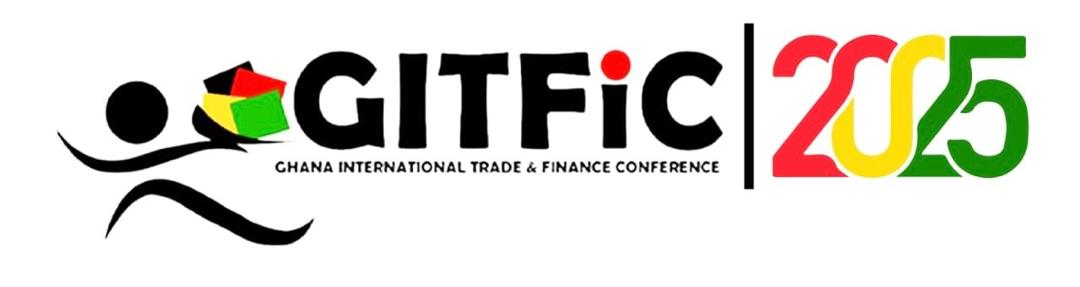 GITFiC
GHANA INTERNATIONAL TRADE & FINANCE CONFERENCE
2025